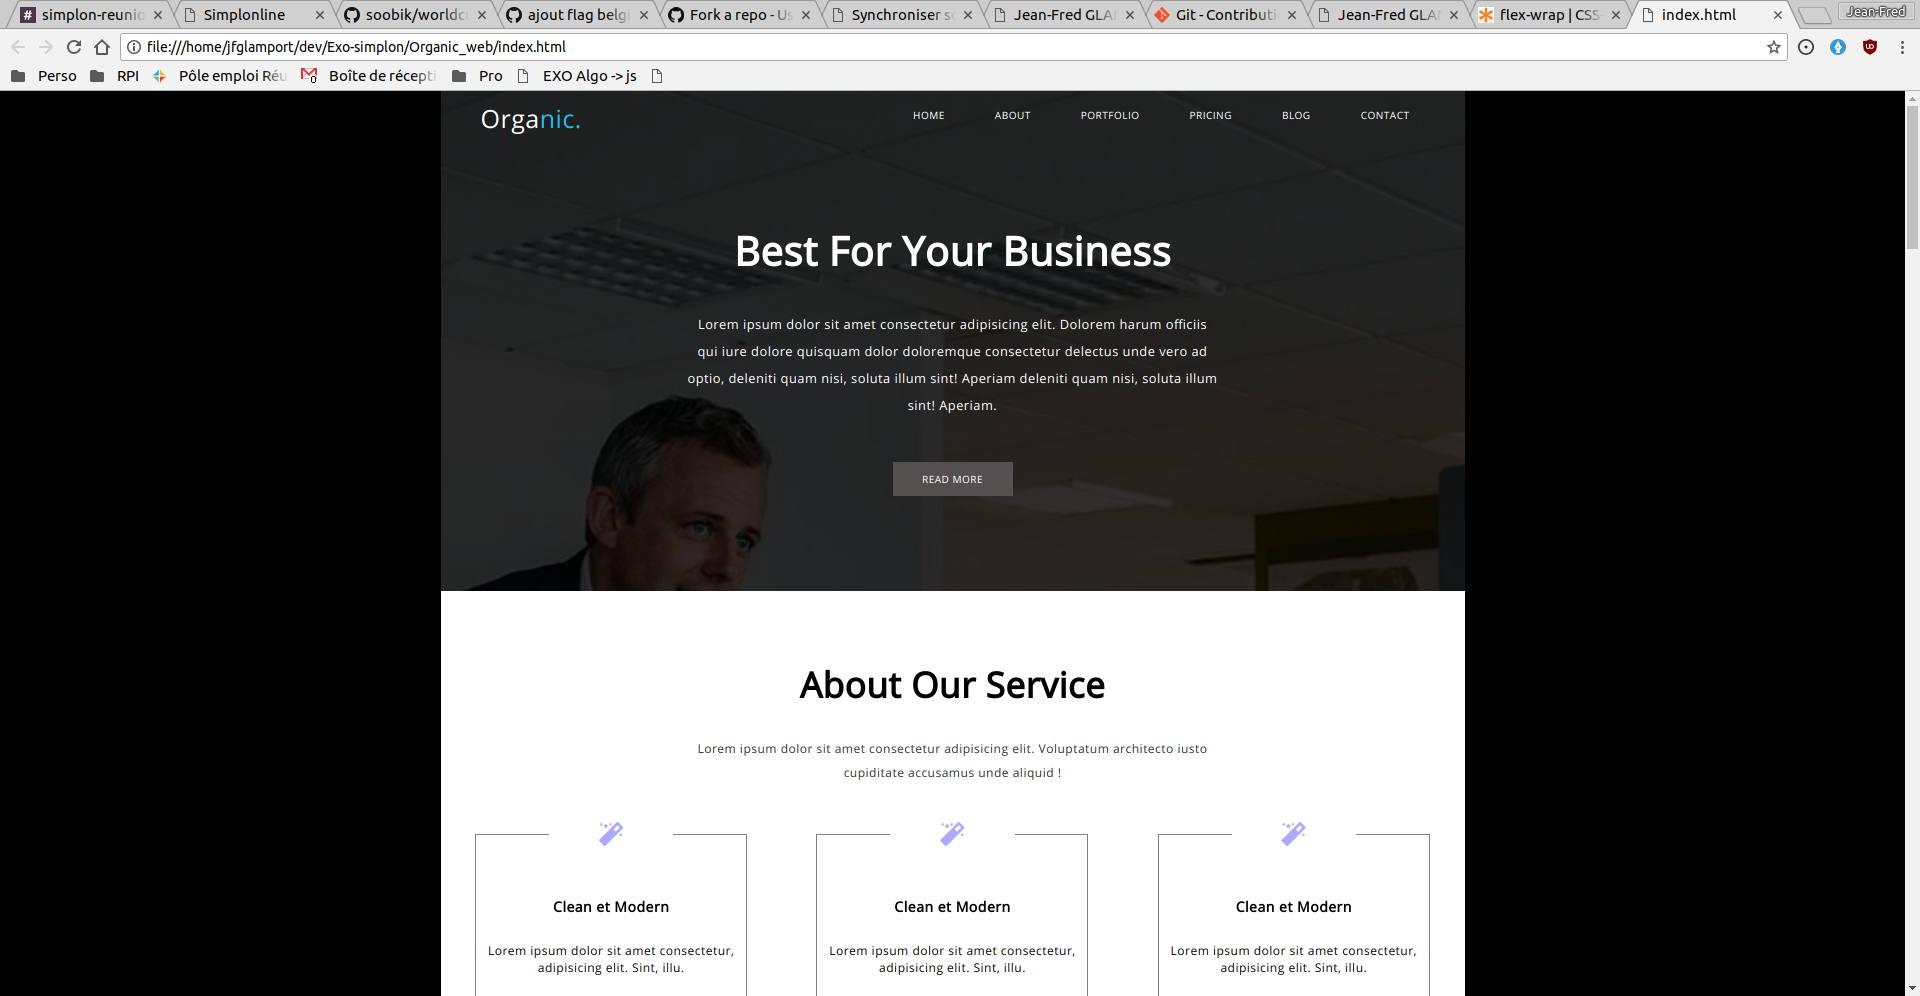 simplon-reunio
Simplonline
soobik/worldc
ajout flag belg
Fork a repo - Us
Synchroniser s
Jean-Fred GLA
Git - Contributi
Jean-Fred GLA
flex-wrap | CSS
index.html
Jean-Fred
file:///home/jfglamport/dev/Exo-simplon/Organic_web/index.html
Perso
RPI
Pôle emploi Réu
Boîte de récepti
Pro
EXO Algo -> js
Organic.
HOME
ABOUT
PORTFOLIO
PRICING
BLOG
CONTACT
Best For Your Business
Lorem ipsum dolor sit amet consectetur adipisicing elit. Dolorem harum officiis
qui iure dolore quisquam dolor doloremque consectetur delectus unde vero ad
optio, deleniti quam nisi, soluta illum sint! Aperiam deleniti quam nisi, soluta illum
sint! Aperiam.
READ MORE
About Our Service
Lorem ipsum dolor sit amet consectetur adipisicing elit. Voluptatum architecto iusto
cupiditate accusamus unde aliquid !
Clean et Modern
Lorem ipsum dolor sit amet consectetur,
adipisicing elit. Sint, illu.
Clean et Modern
Lorem ipsum dolor sit amet consectetur,
adipisicing elit. Sint, illu.
Clean et Modern
Lorem ipsum dolor sit amet consectetur,
adipisicing elit. Sint, illu.